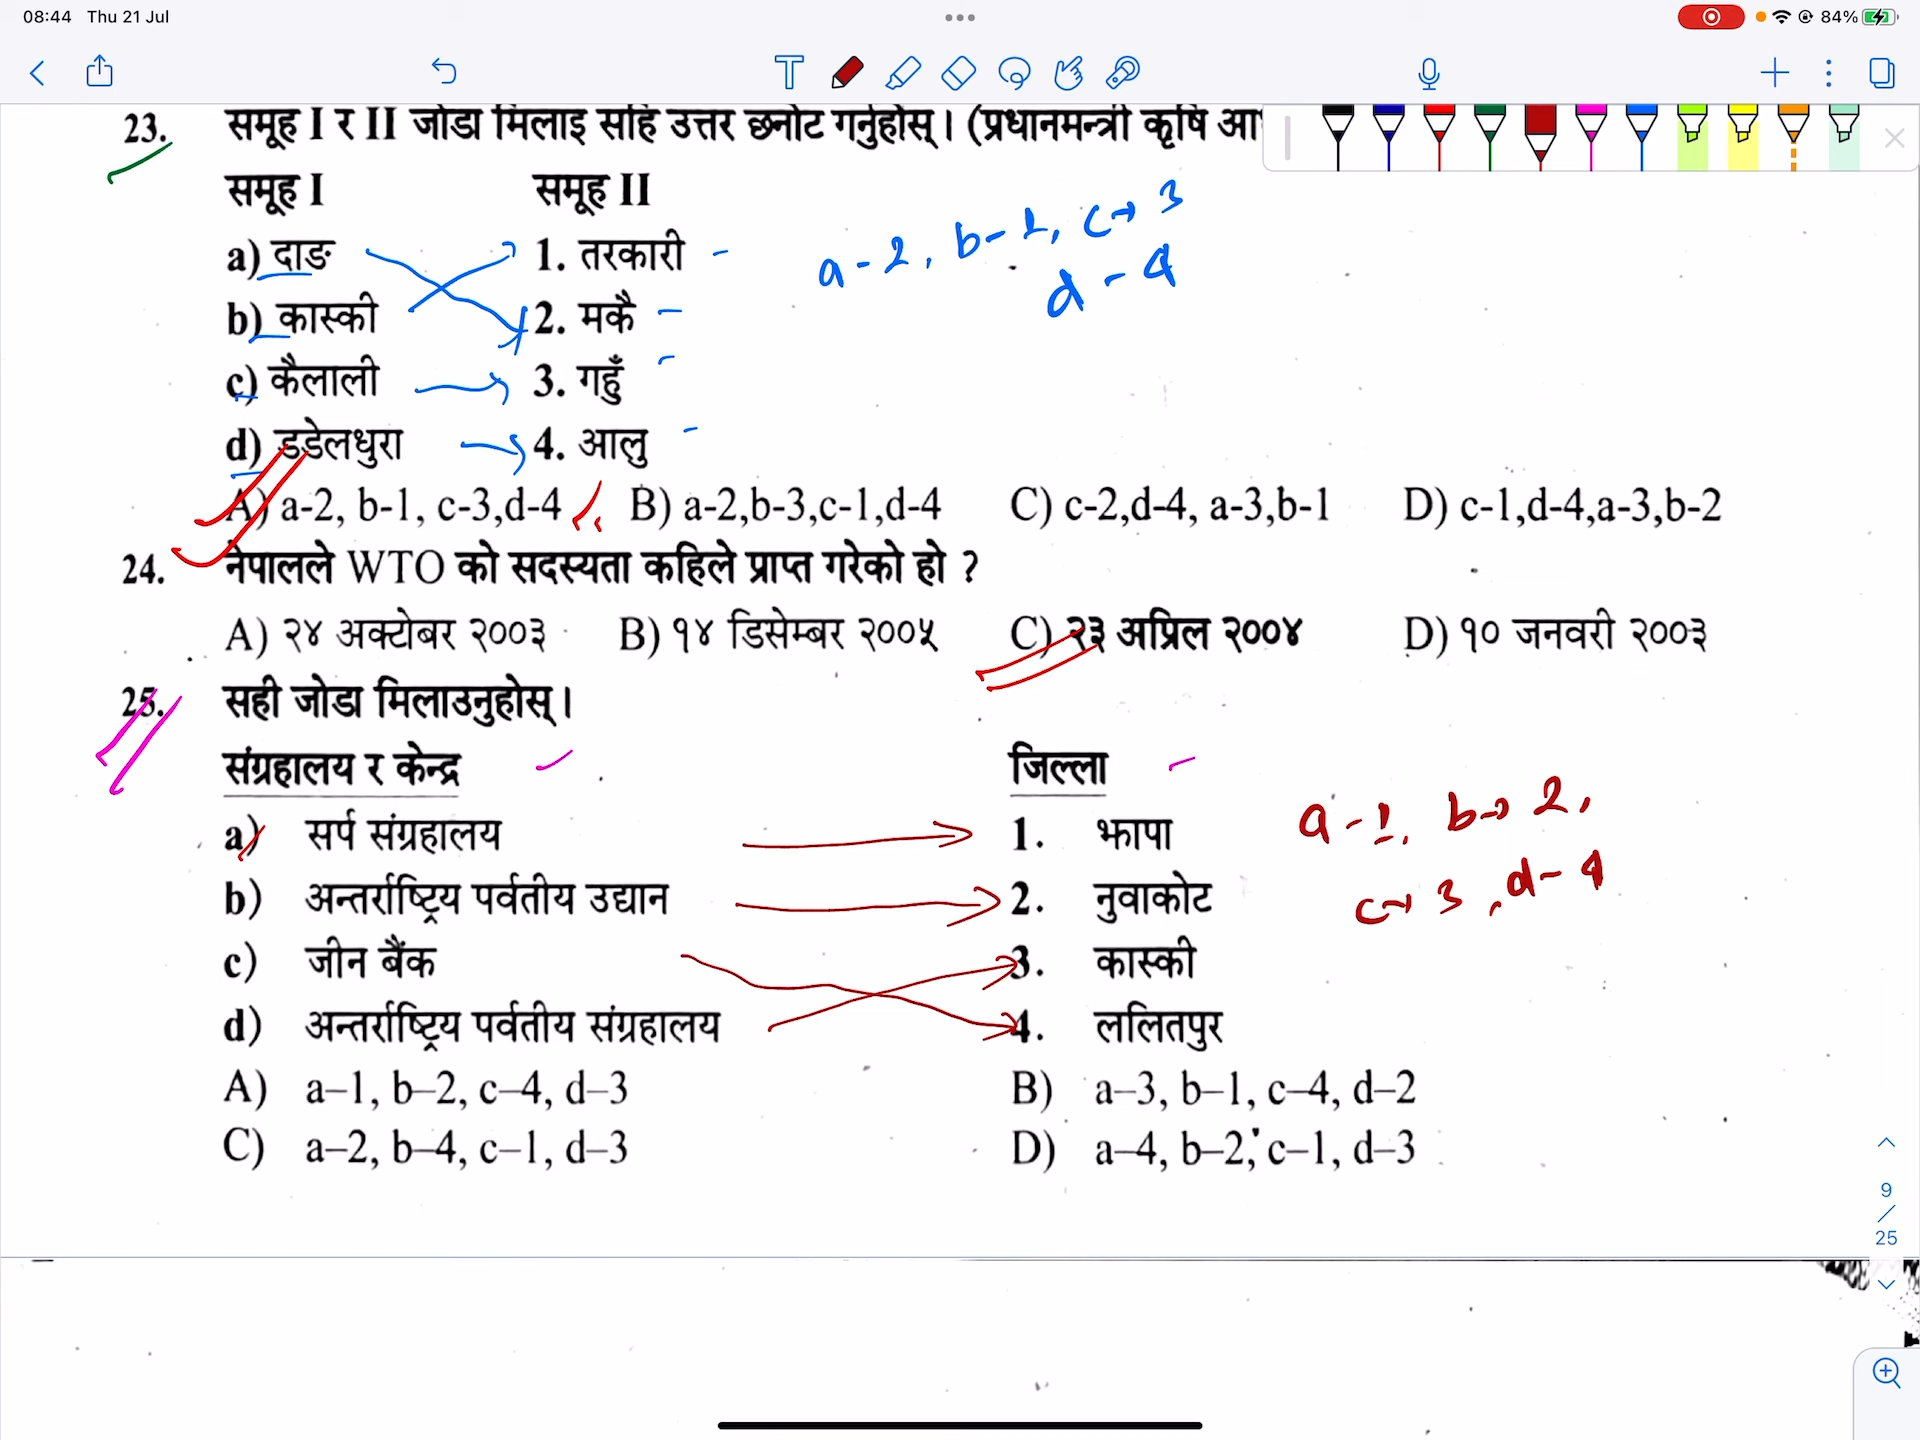 08:44 Thu 21 Jul
84%
23. समूह I र II जोडा मिलाइ सहि उत्तर छनोट गर्नुहोस्। (प्रधानमन्त्री कृषि
समूह I समूह II
a) दाङ 1. तरकारी
b) कास्की 2. मकै
c) कैलाली 3. गहुँ
d) डडेलधुरा 4. आलु
a-2, b-1, c→3
d-4
A) a-2, b-1, c-3,d-4 B) a-2,b-3,c-1,d-4 C) c-2,d-4, a-3,b-1 D) c-1,d-4,a-3,b-2
24. नेपालले WTO को सदस्यता कहिले प्राप्त गरेको हो ?
A) २४ अक्टोबर २००३ B) १४ डिसेम्बर २००५ C) २३ अप्रिल २००४ D) १० जनवरी २००३
25. सही जोडा मिलाउनुहोस्।
संग्रहालय र केन्द्र जिल्ला
a) सर्प संग्रहालय 1. झापा
b) अन्तर्राष्ट्रिय पर्वतीय उद्यान 2. नुवाकोट
c) जीन बैंक 3. कास्की
d) अन्तर्राष्ट्रिय पर्वतीय संग्रहालय 4. ललितपुर
a-1, b→2,
c→3, d-4
A) a–1, b–2, c–4, d–3 B) a–3, b–1, c–4, d–2
C) a–2, b–4, c–1, d–3 D) a–4, b–2, c–1, d–3
9
/
25